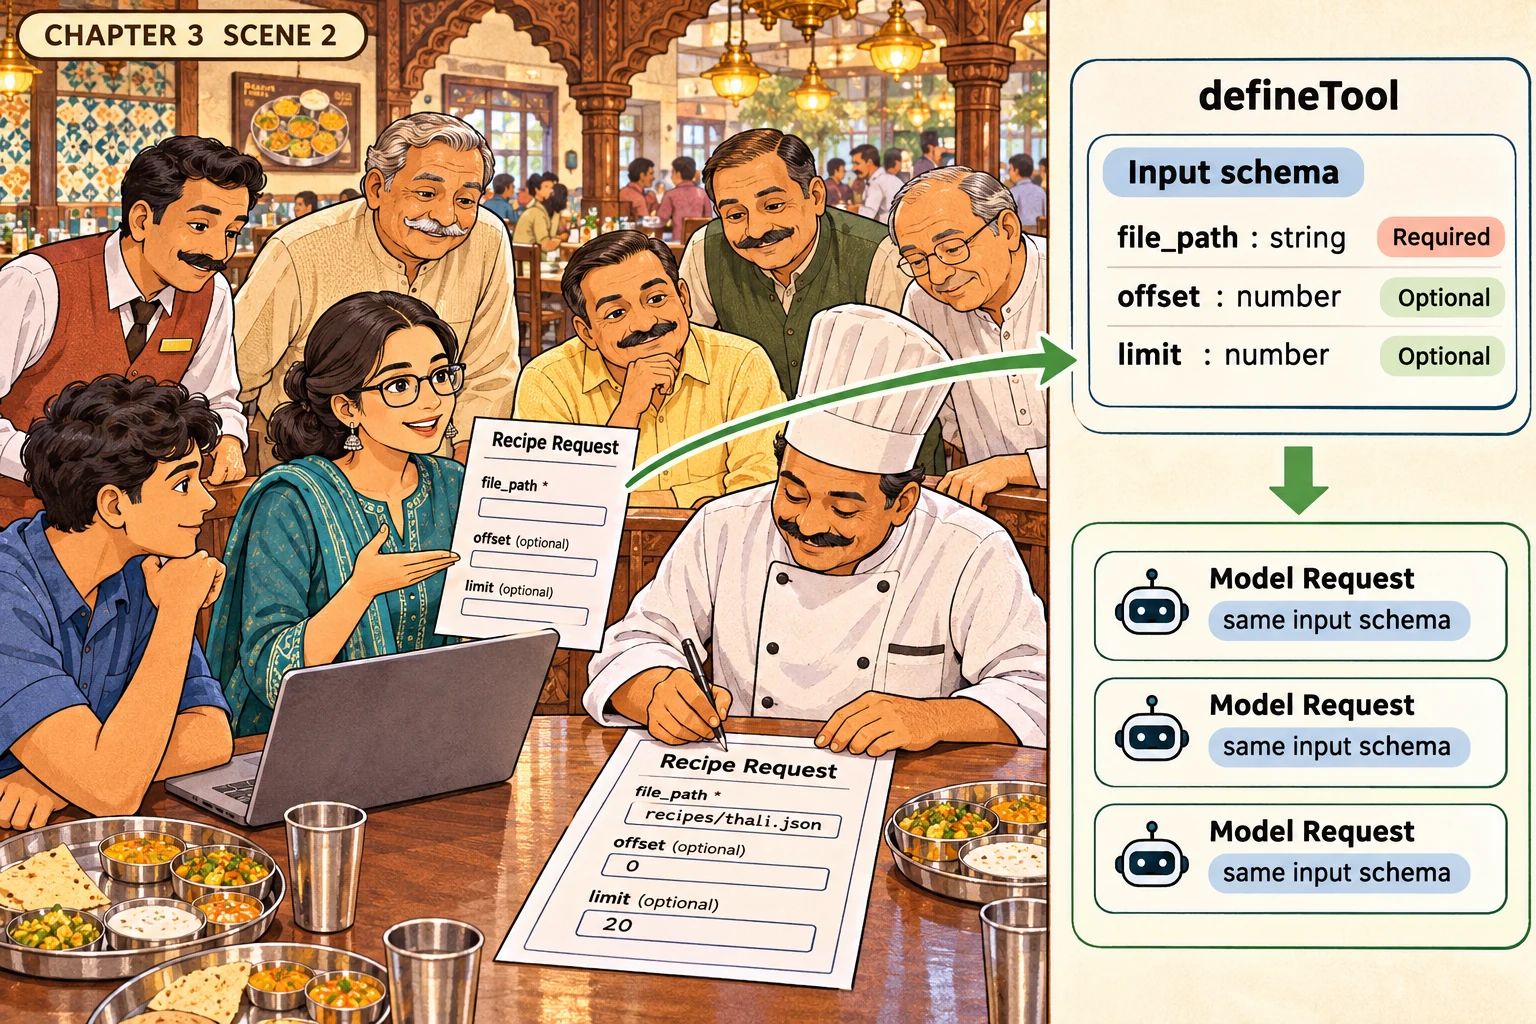 CHAPTER 3 SCENE 2
Recipe Request
file_path *
offset (optional)
limit (optional)
Recipe Request
file_path *
recipes/thali.json
offset (optional)
0
limit (optional)
20
defineTool
Input schema
file_path : string Required
offset : number Optional
limit : number Optional
Model Request
same input schema
Model Request
same input schema
Model Request
same input schema